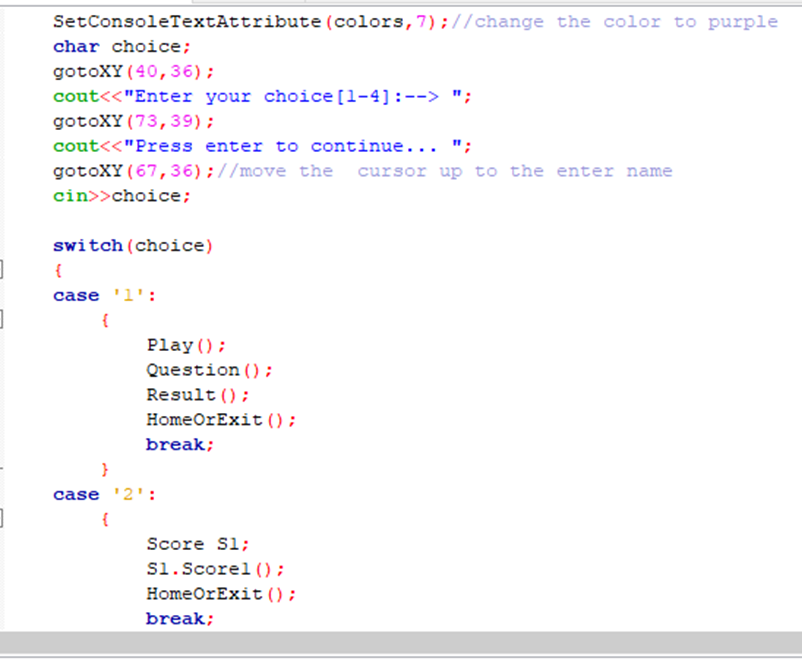 SetConsoleTextAttribute(colors,7);//change the color to purple
char choice;
gotoXY(40,36);
cout<<"Enter your choice[1-4]:--> ";
gotoXY(73,39);
cout<<"Press enter to continue... ";
gotoXY(67,36);//move the  cursor up to the enter name
cin>>choice;

switch(choice)
{
case '1':
    {
        Play();
        Question();
        Result();
        HomeOrExit();
        break;
    }
case '2':
    {
        Score S1;
        S1.Score1();
        HomeOrExit();
        break;